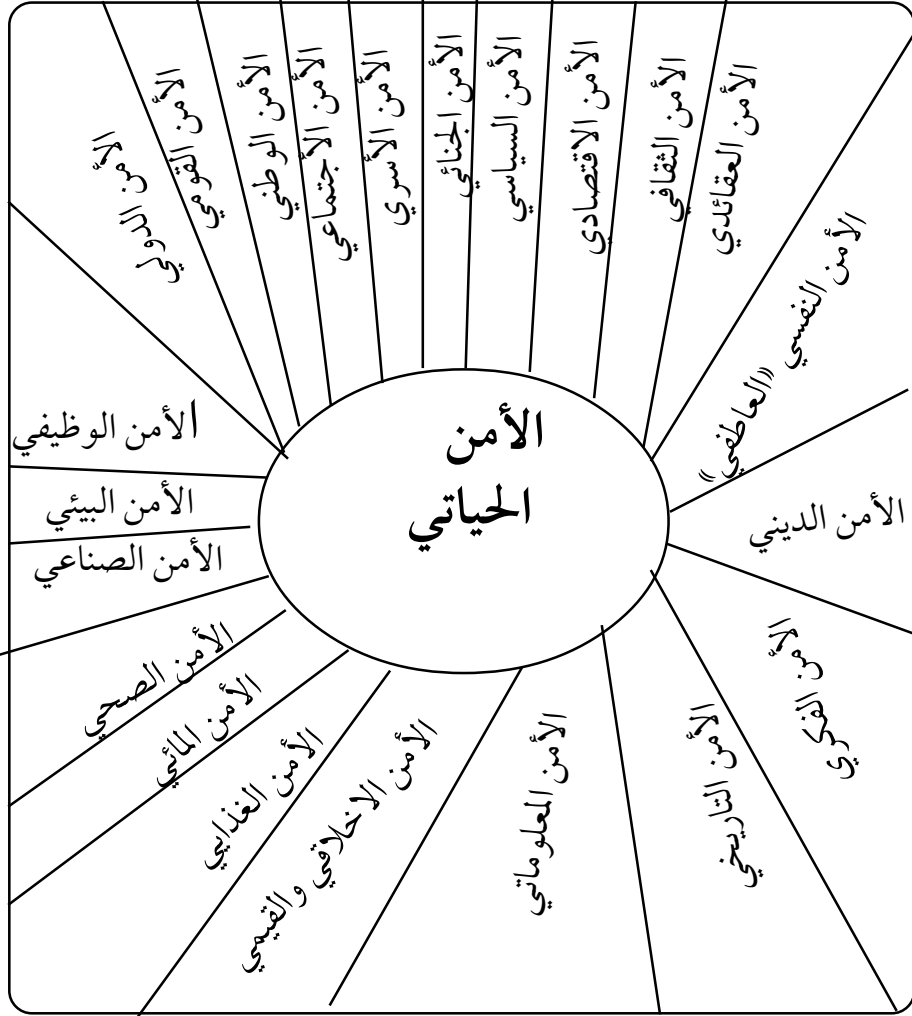 الأمن
الحياتي
الأمن العقائدي
الأمن الثقافي
الأمن الاقتصادي
الأمن السياسي
الأمن الجنائي
الأمن الأسري
الأمن الأجتماعي
الأمن الوطني
الأمن القومي
الأمن الدولي
الأمن الوظيفي
الأمن البيئي
الأمن الصناعي
الأمن الصحي
الأمن المائي
الأمن الغذايي
الأمن الاخلاقي والقيمي
الأمن المعلوماتي
الأمن التاريخي
الأمن الفكري
الأمن الديني
الأمن النفسي «العاطفي»